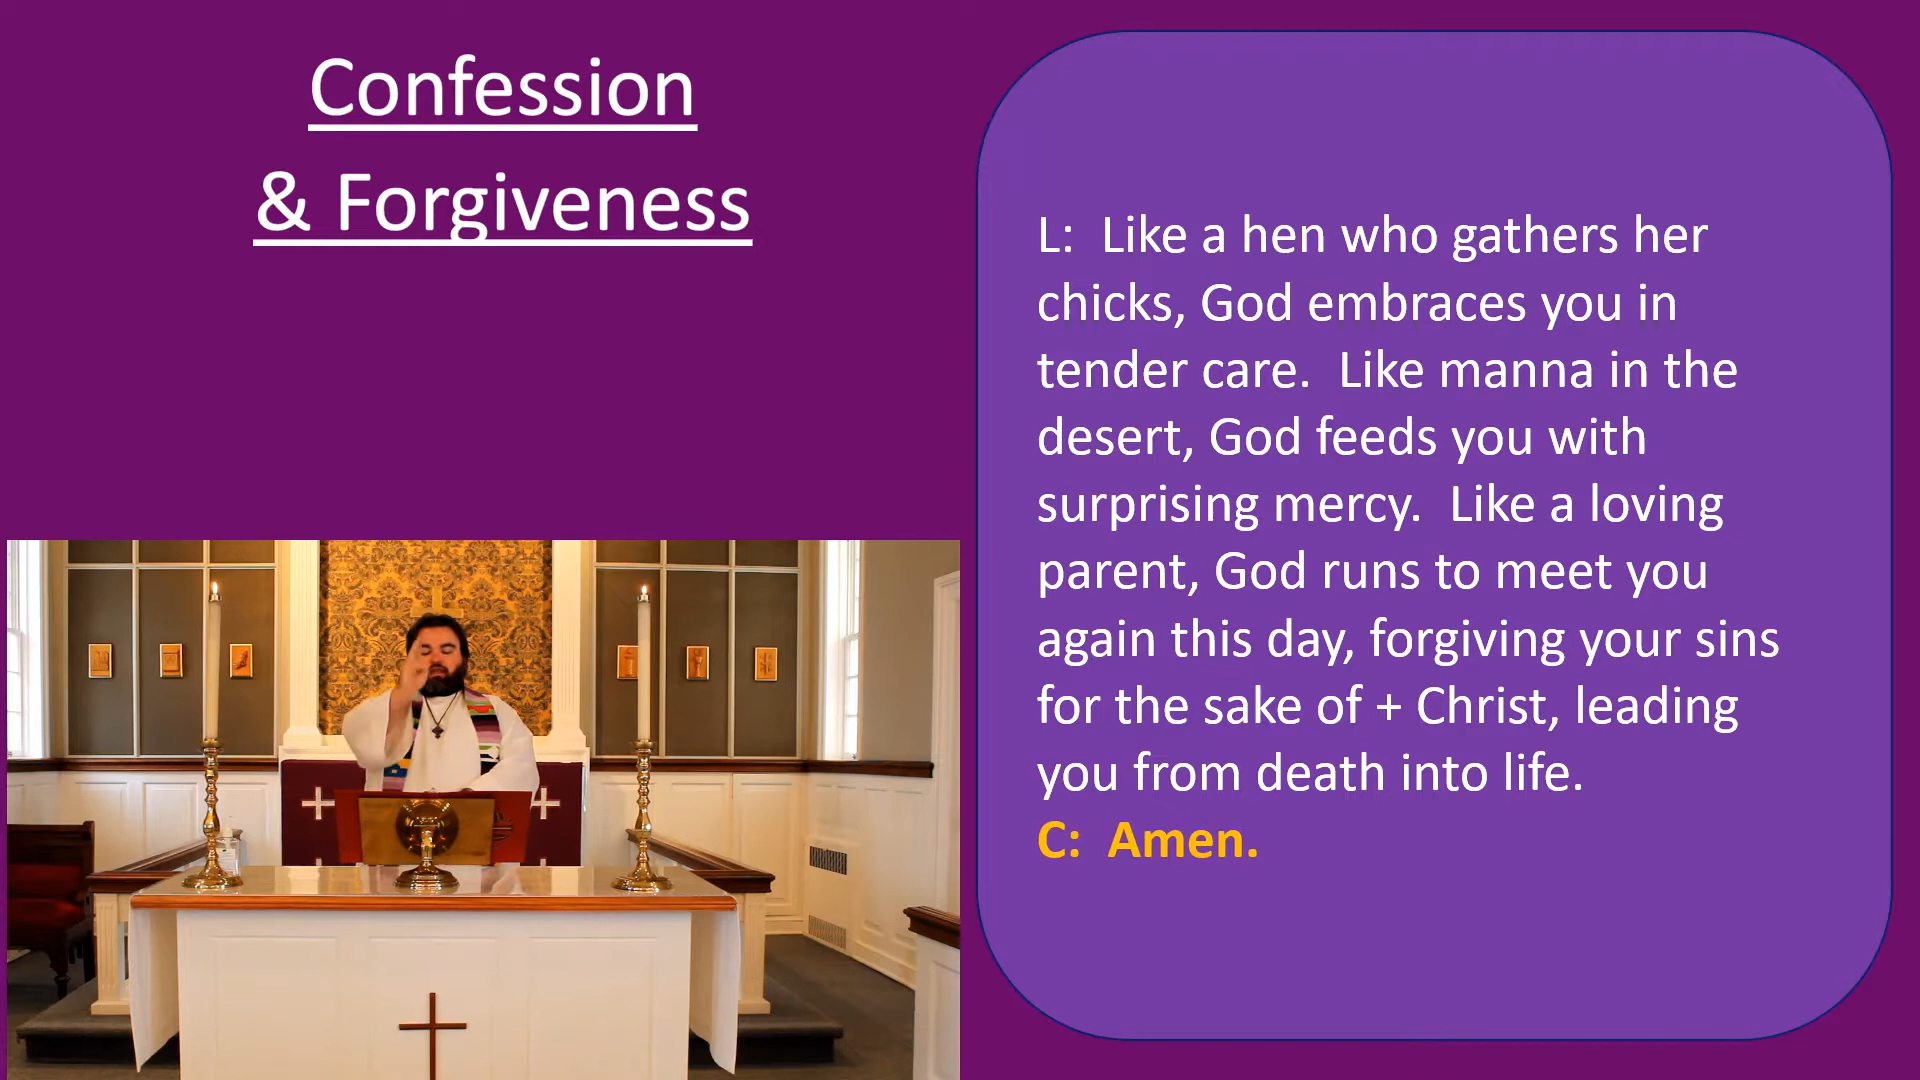 Confession
& Forgiveness
L:  Like a hen who gathers her
chicks, God embraces you in
tender care.  Like manna in the
desert, God feeds you with
surprising mercy.  Like a loving
parent, God runs to meet you
again this day, forgiving your sins
for the sake of + Christ, leading
you from death into life.
C:  Amen.